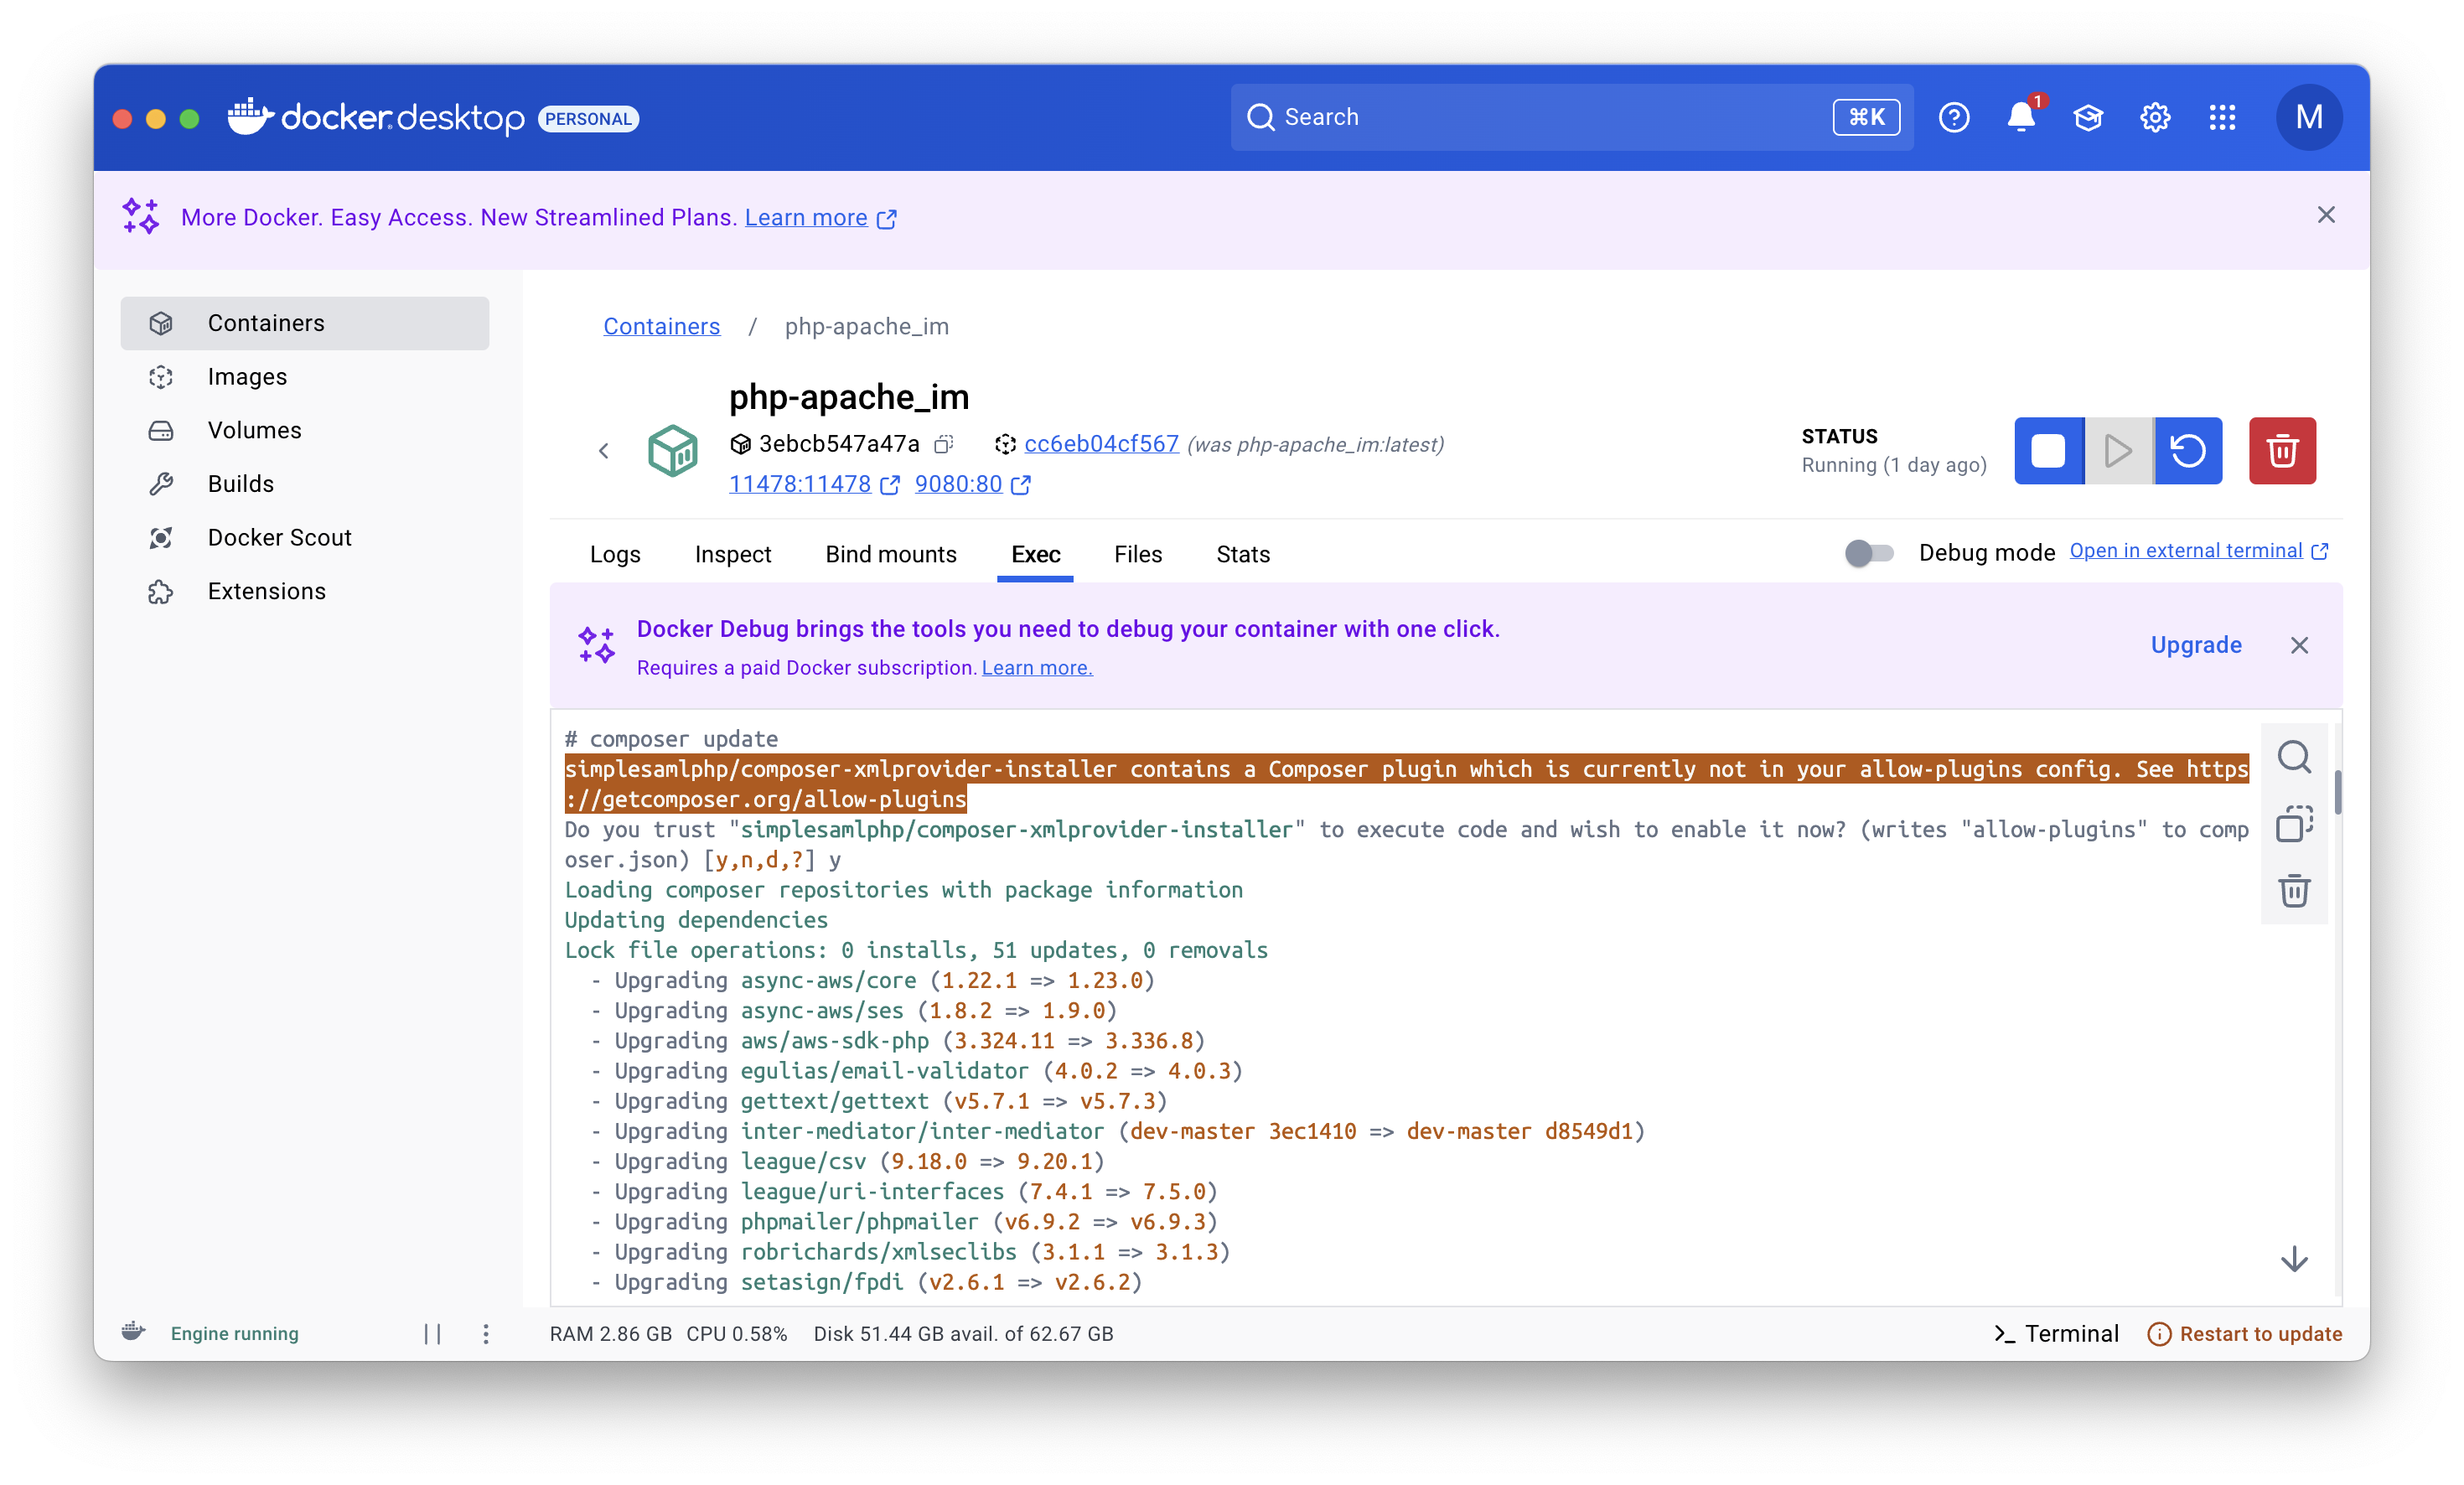 docker desktop PERSONAL
Search
⌘K
1
M
More Docker. Easy Access. New Streamlined Plans. Learn more
Containers
Images
Volumes
Builds
Docker Scout
Extensions
Containers / php-apache_im
php-apache_im
3ebcb547a47a cc6eb04cf567 (was php-apache_im:latest)
11478:11478 9080:80
STATUS
Running (1 day ago)
Logs Inspect Bind mounts Exec Files Stats
Debug mode Open in external terminal
Docker Debug brings the tools you need to debug your container with one click.
Requires a paid Docker subscription. Learn more.
Upgrade
# composer update
simplesamlphp/composer-xmlprovider-installer contains a Composer plugin which is currently not in your allow-plugins config. See https
://getcomposer.org/allow-plugins
Do you trust "simplesamlphp/composer-xmlprovider-installer" to execute code and wish to enable it now? (writes "allow-plugins" to comp
oser.json) [y,n,d,?] y
Loading composer repositories with package information
Updating dependencies
Lock file operations: 0 installs, 51 updates, 0 removals
- Upgrading async-aws/core (1.22.1 => 1.23.0)
- Upgrading async-aws/ses (1.8.2 => 1.9.0)
- Upgrading aws/aws-sdk-php (3.324.11 => 3.336.8)
- Upgrading egulias/email-validator (4.0.2 => 4.0.3)
- Upgrading gettext/gettext (v5.7.1 => v5.7.3)
- Upgrading inter-mediator/inter-mediator (dev-master 3ec1410 => dev-master d8549d1)
- Upgrading league/csv (9.18.0 => 9.20.1)
- Upgrading league/uri-interfaces (7.4.1 => 7.5.0)
- Upgrading phpmailer/phpmailer (v6.9.2 => v6.9.3)
- Upgrading robrichards/xmlseclibs (3.1.1 => 3.1.3)
- Upgrading setasign/fpdi (v2.6.1 => v2.6.2)
Engine running
RAM 2.86 GB CPU 0.58% Disk 51.44 GB avail. of 62.67 GB
>_ Terminal
Restart to update